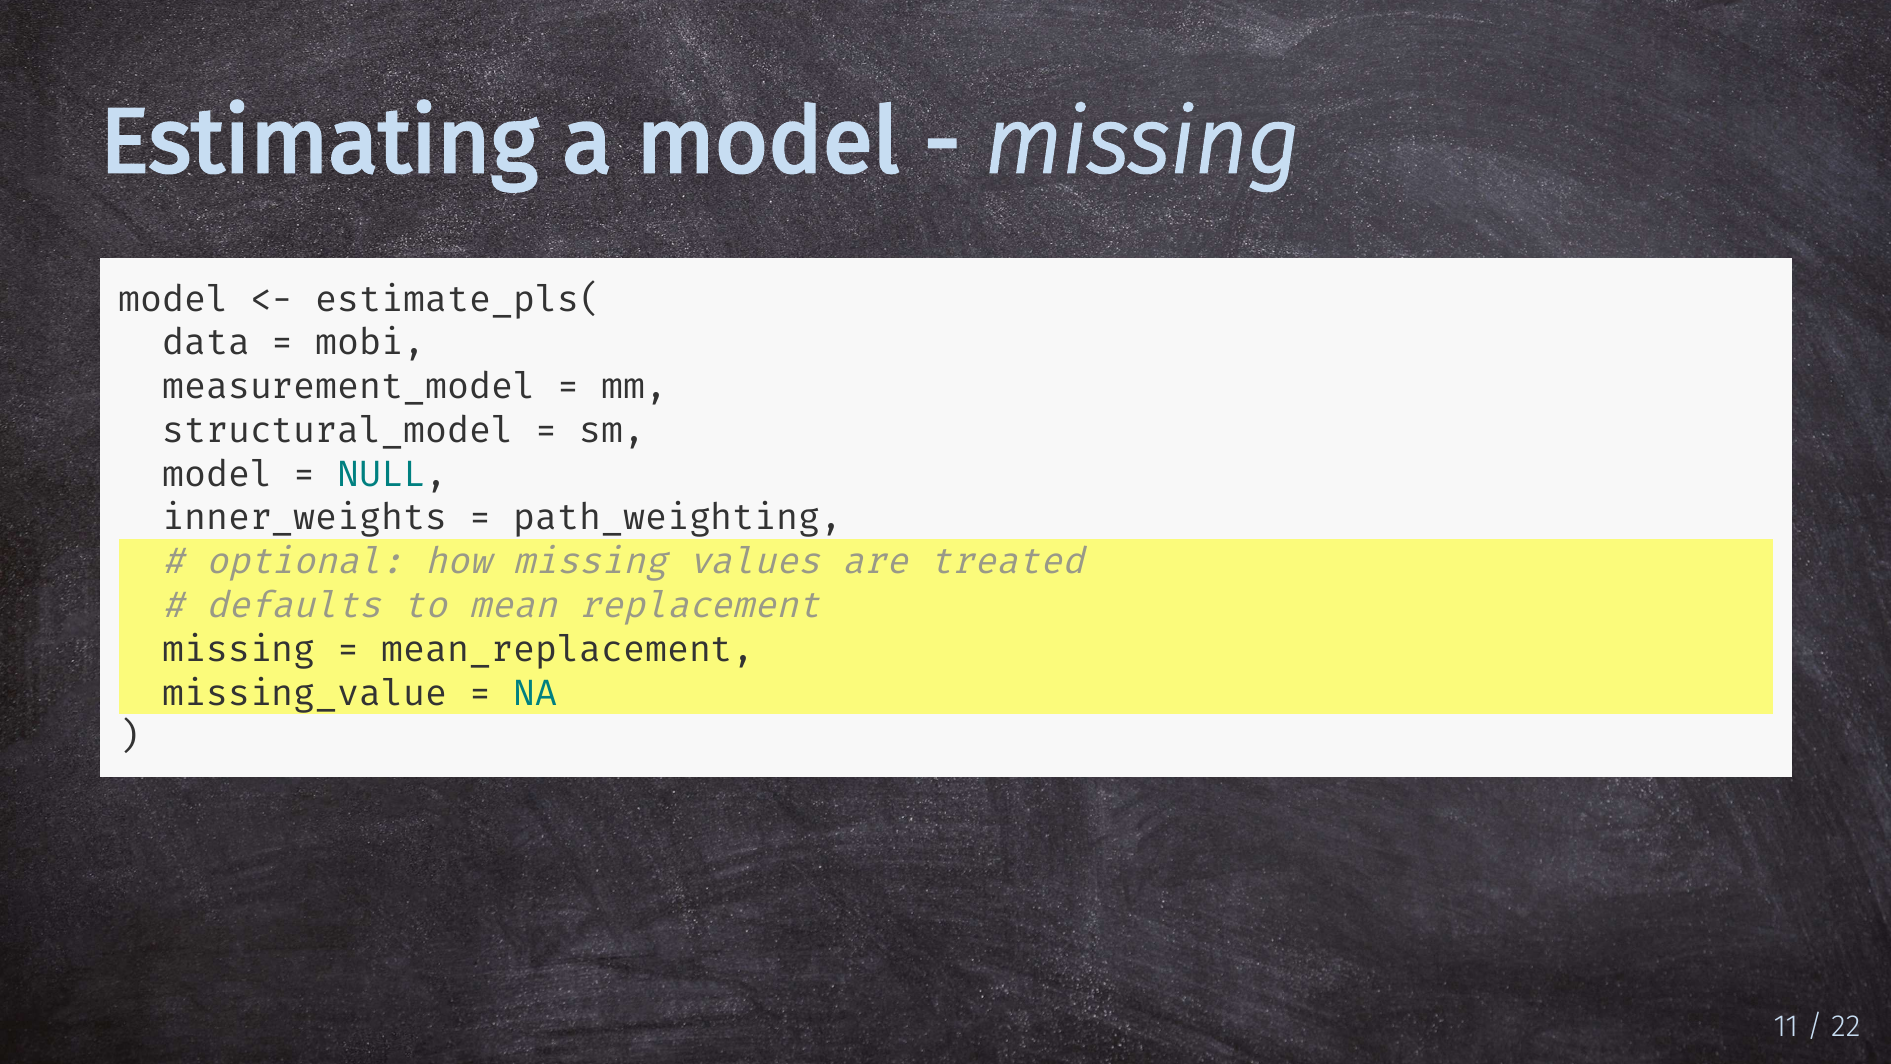 Estimating a model - missing
model <- estimate_pls(
  data = mobi,
  measurement_model = mm,
  structural_model = sm,
  model = NULL,
  inner_weights = path_weighting,
  # optional: how missing values are treated
  # defaults to mean replacement
  missing = mean_replacement,
  missing_value = NA
)
11 / 22